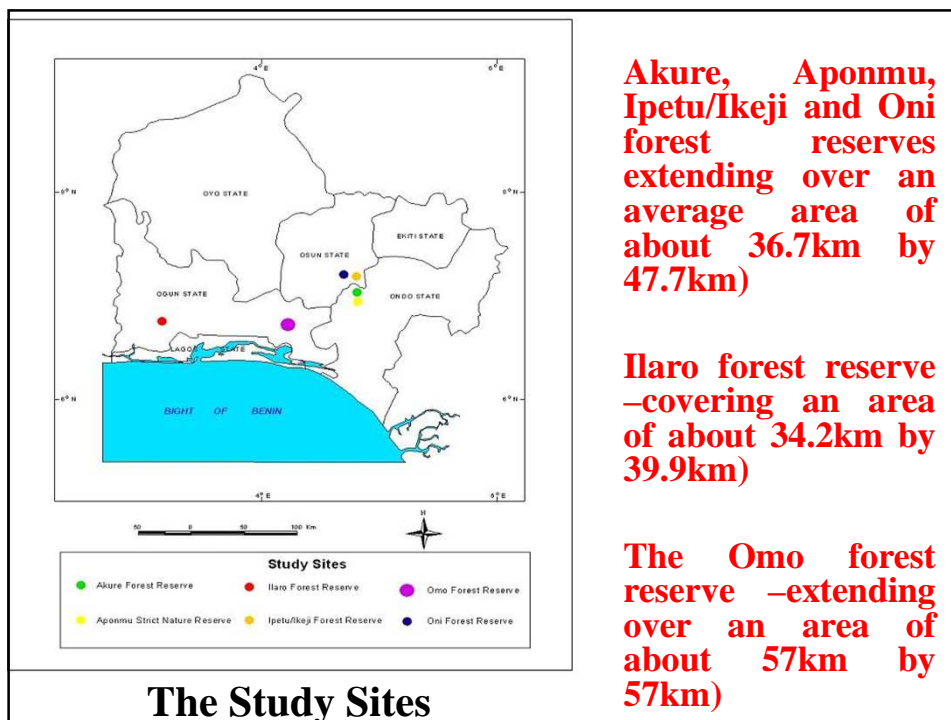 4° E
6° E
8° N
8° N
OYO STATE
EKITI STATE
OSUN STATE
OGUN STATE
ONDO STATE
LAGOS STATE
6° N
6° N
BIGHT OF BENIN
4° E
6° E
50 0 50 100 Km
N
Study Sites
Akure Forest Reserve
Ilaro Forest Reserve
Omo Forest Reserve
Aponmu Strict Nature Reserve
Ipetu/Ikeji Forest Reserve
Oni Forest Reserve
The Study Sites
Akure, Aponmu,
Ipetu/Ikeji and Oni
forest reserves
extending over an
average area of
about 36.7km by
47.7km)
Ilaro forest reserve
–covering an area
of about 34.2km by
39.9km)
The Omo forest
reserve –extending
over an area of
about 57km by
57km)